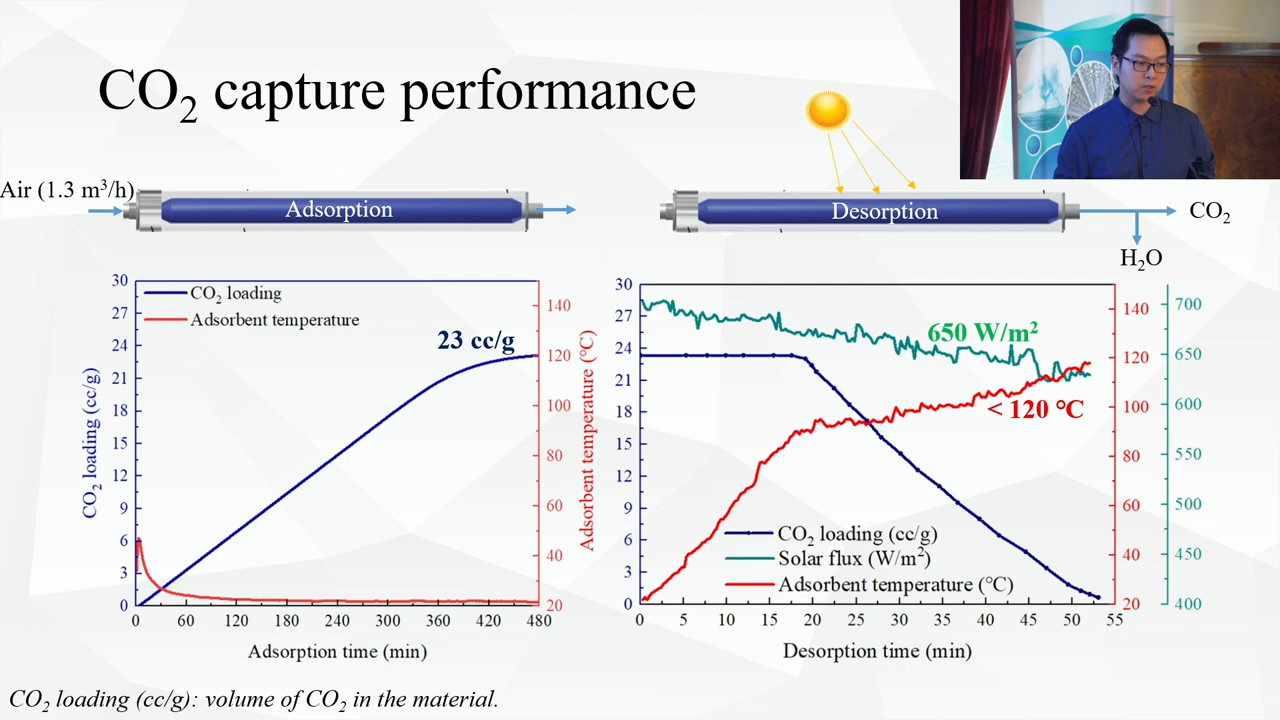 CO₂ capture performance
Air (1.3 m³/h)
Adsorption
Desorption
CO₂
H₂O
30
27
24
21
18
15
12
9
6
3
0
CO₂ loading (cc/g)
CO₂ loading
Adsorbent temperature
23 cc/g
0 60 120 180 240 300 360 420 480
Adsorption time (min)
140
120
100
80
60
40
20
Adsorbent temperature (℃)
30
27
24
21
18
15
12
9
6
3
0
650 W/m²
< 120 ℃
CO₂ loading (cc/g)
Solar flux (W/m²)
Adsorbent temperature (℃)
0 5 10 15 20 25 30 35 40 45 50 55
Desorption time (min)
140
120
100
80
60
40
20
700
650
600
550
500
450
400
CO₂ loading (cc/g): volume of CO₂ in the material.